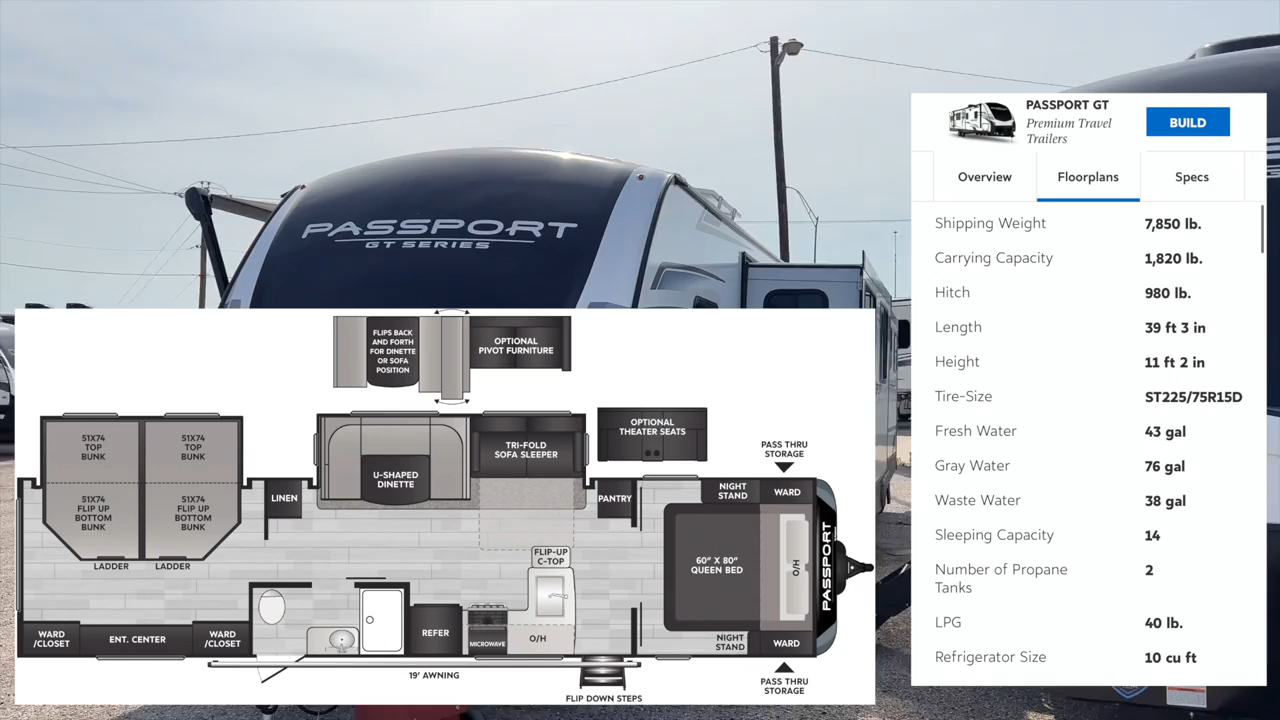 PASSPORT
GT SERIES
PASSPORT GT
Premium Travel
Trailers
BUILD
Overview
Floorplans
Specs
Shipping Weight 7,850 lb.
Carrying Capacity 1,820 lb.
Hitch 980 lb.
Length 39 ft 3 in
Height 11 ft 2 in
Tire-Size ST225/75R15D
Fresh Water 43 gal
Gray Water 76 gal
Waste Water 38 gal
Sleeping Capacity 14
Number of Propane 2
Tanks
LPG 40 lb.
Refrigerator Size 10 cu ft
FLIPS BACK
AND FORTH
FOR DINETTE
OR SOFA
POSITION
OPTIONAL
PIVOT FURNITURE
51X74
TOP
BUNK
51X74
TOP
BUNK
51X74
FLIP UP
BOTTOM
BUNK
51X74
FLIP UP
BOTTOM
BUNK
LADDER
LADDER
LINEN
U-SHAPED
DINETTE
TRI-FOLD
SOFA SLEEPER
OPTIONAL
THEATER SEATS
PANTRY
PASS THRU
STORAGE
NIGHT
STAND
WARD
60" X 80"
QUEEN BED
O/H
PASSPORT
FLIP-UP
C-TOP
WARD
/CLOSET
ENT. CENTER
WARD
/CLOSET
REFER
MICROWAVE
O/H
NIGHT
STAND
WARD
19' AWNING
FLIP DOWN STEPS
PASS THRU
STORAGE